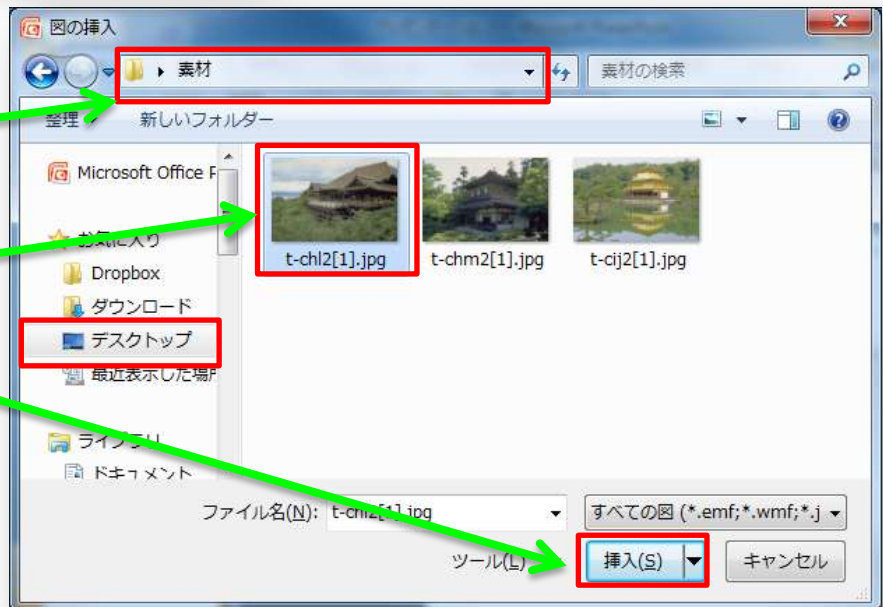 図の挿入
素材
素材の検索
整理
新しいフォルダー
Microsoft Office P
お気に入り
Dropbox
ダウンロード
デスクトップ
最近表示した場所
ライブラリ
ドキュメント
t-chl2[1].jpg
t-chm2[1].jpg
t-cij2[1].jpg
ファイル名(N): t-chl2[1].jpg
すべての図 (*.emf;*.wmf;*.j
ツール(L)
挿入(S)
キャンセル